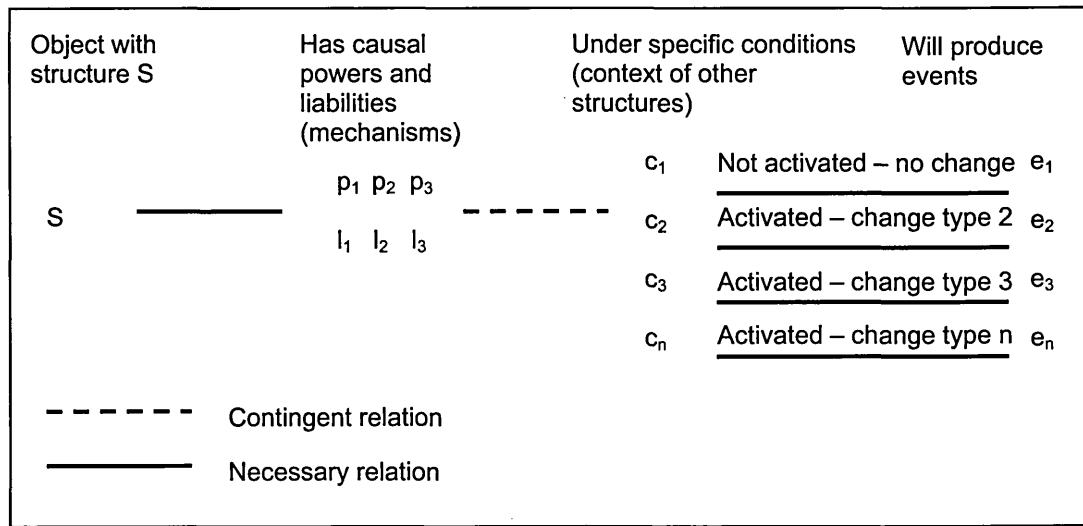 Object with
structure S
Has causal
powers and
liabilities
(mechanisms)
Under specific conditions
(context of other
structures)
Will produce
events
p₁ p₂ p₃
S
l₁ l₂ l₃
c₁ Not activated – no change e₁
c₂ Activated – change type 2 e₂
c₃ Activated – change type 3 e₃
cₙ Activated – change type n eₙ
Contingent relation
Necessary relation